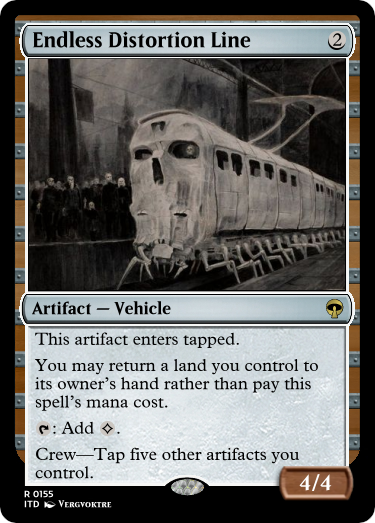 Endless Distortion Line 2
Artifact — Vehicle
This artifact enters tapped.
You may return a land you control to
its owner's hand rather than pay this
spell's mana cost.
: Add .
Crew—Tap five other artifacts you
control.
4/4
R 0155
ITD VERGVOKTRE